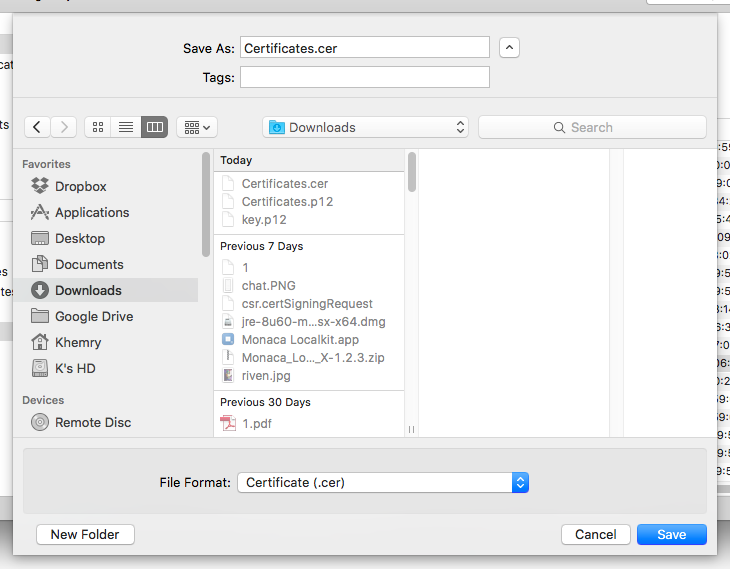 Save As: Certificates.cer
Tags:
Downloads
Search
Favorites
Dropbox
Applications
Desktop
Documents
Downloads
Google Drive
Khemry
K's HD
Devices
Remote Disc
Today
Certificates.cer
Certificates.p12
key.p12
Previous 7 Days
1
chat.PNG
csr.certSigningRequest
jre-8u60-m...sx-x64.dmg
Monaca Localkit.app
Monaca_Lo..._X-1.2.3.zip
riven.jpg
Previous 30 Days
1.pdf
File Format: Certificate (.cer)
New Folder
Cancel
Save